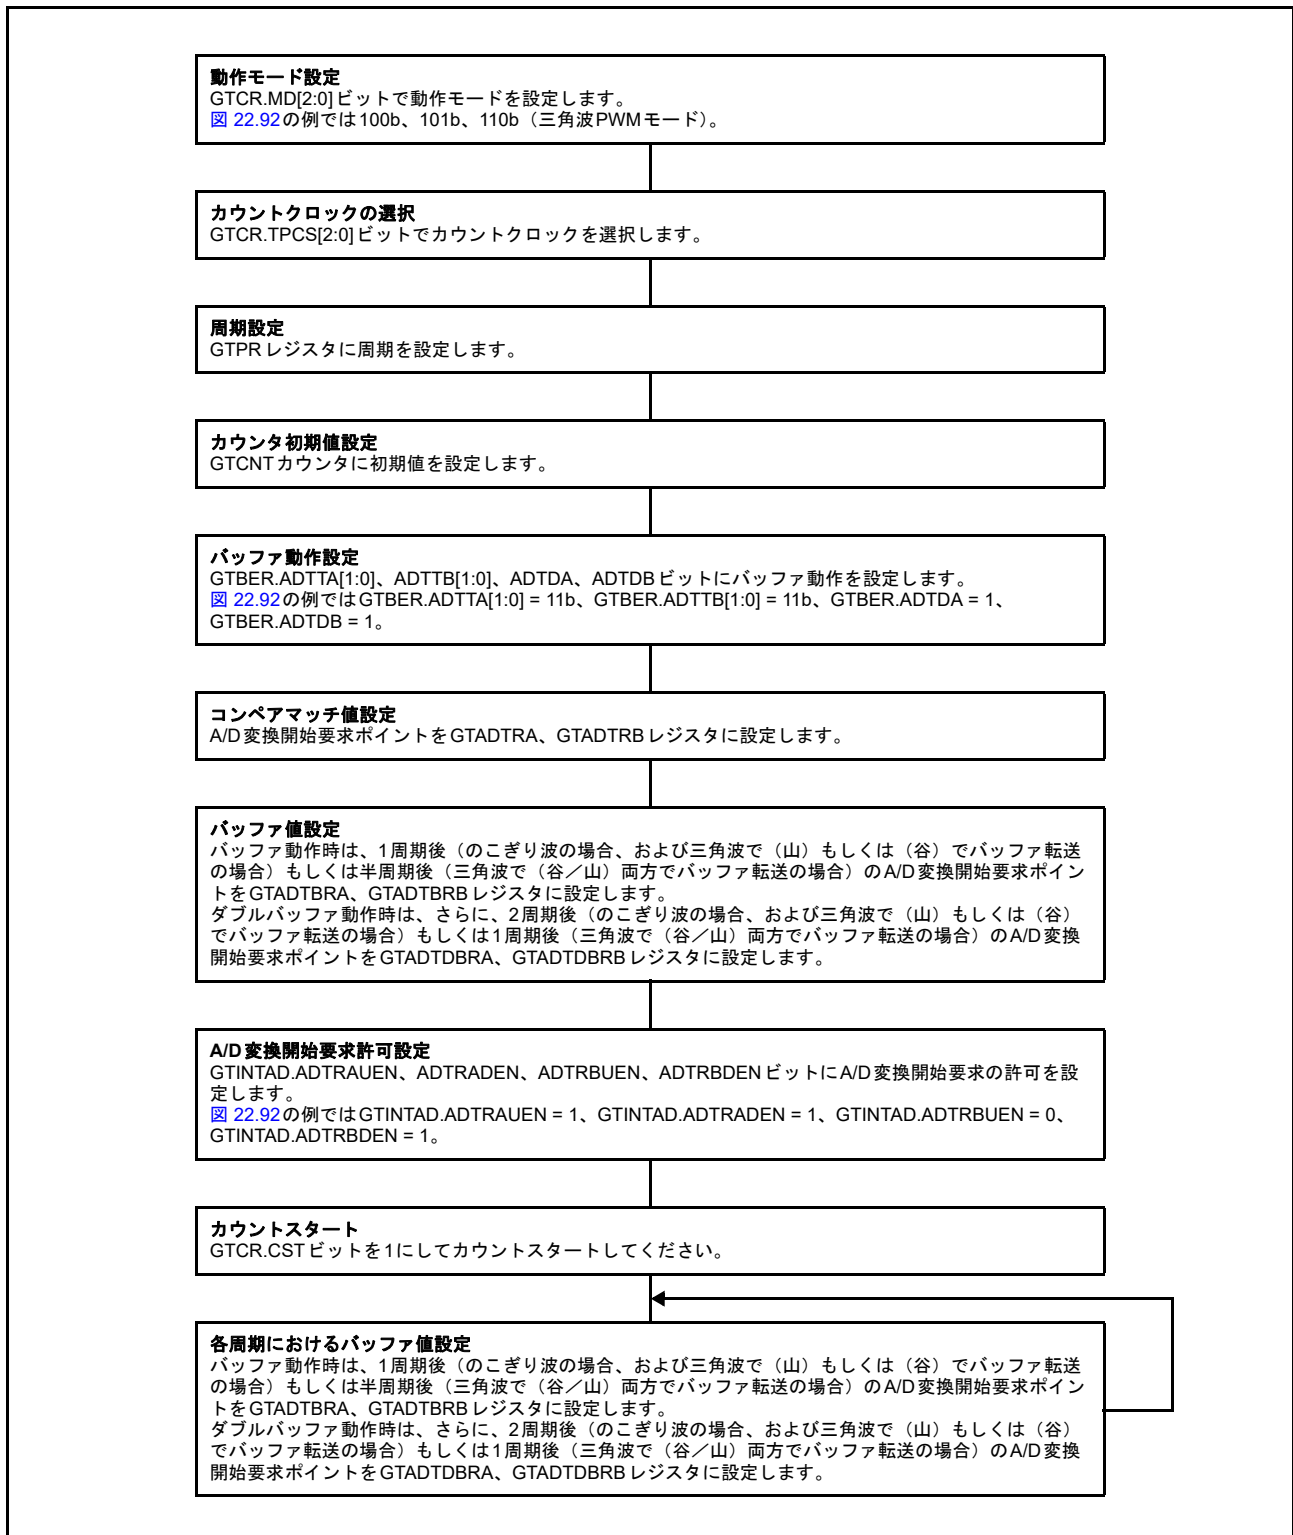 動作モード設定
GTCR.MD[2:0]ビットで動作モードを設定します。
図 22.92の例では100b、101b、110b（三角波PWMモード）。
カウントクロックの選択
GTCR.TPCS[2:0]ビットでカウントクロックを選択します。
周期設定
GTPRレジスタに周期を設定します。
カウンタ初期値設定
GTCNTカウンタに初期値を設定します。
バッファ動作設定
GTBER.ADTTA[1:0]、ADTTB[1:0]、ADTDA、ADTDBビットにバッファ動作を設定します。
図 22.92の例ではGTBER.ADTTA[1:0] = 11b、GTBER.ADTTB[1:0] = 11b、GTBER.ADTDA = 1、
GTBER.ADTDB = 1。
コンペアマッチ値設定
A/D変換開始要求ポイントをGTADTRA、GTADTRBレジスタに設定します。
バッファ値設定
バッファ動作時は、1周期後（のこぎり波の場合、および三角波で（山）もしくは（谷）でバッファ転送
の場合）もしくは半周期後（三角波で（谷／山）両方でバッファ転送の場合）のA/D変換開始要求ポイン
トをGTADTBRA、GTADTBRBレジスタに設定します。
ダブルバッファ動作時は、さらに、2周期後（のこぎり波の場合、および三角波で（山）もしくは（谷）
でバッファ転送の場合）もしくは1周期後（三角波で（谷／山）両方でバッファ転送の場合）のA/D変換
開始要求ポイントをGTADTDBRA、GTADTDBRBレジスタに設定します。
A/D変換開始要求許可設定
GTINTAD.ADTRAUEN、ADTRADEN、ADTRBUEN、ADTRBDENビットにA/D変換開始要求の許可を設
定します。
図 22.92の例ではGTINTAD.ADTRAUEN = 1、GTINTAD.ADTRADEN = 1、GTINTAD.ADTRBUEN = 0、
GTINTAD.ADTRBDEN = 1。
カウントスタート
GTCR.CSTビットを1にしてカウントスタートしてください。
各周期におけるバッファ値設定
バッファ動作時は、1周期後（のこぎり波の場合、および三角波で（山）もしくは（谷）でバッファ転送
の場合）もしくは半周期後（三角波で（谷／山）両方でバッファ転送の場合）のA/D変換開始要求ポイン
トをGTADTBRA、GTADTBRBレジスタに設定します。
ダブルバッファ動作時は、さらに、2周期後（のこぎり波の場合、および三角波で（山）もしくは（谷）
でバッファ転送の場合）もしくは1周期後（三角波で（谷／山）両方でバッファ転送の場合）のA/D変換
開始要求ポイントをGTADTDBRA、GTADTDBRBレジスタに設定します。